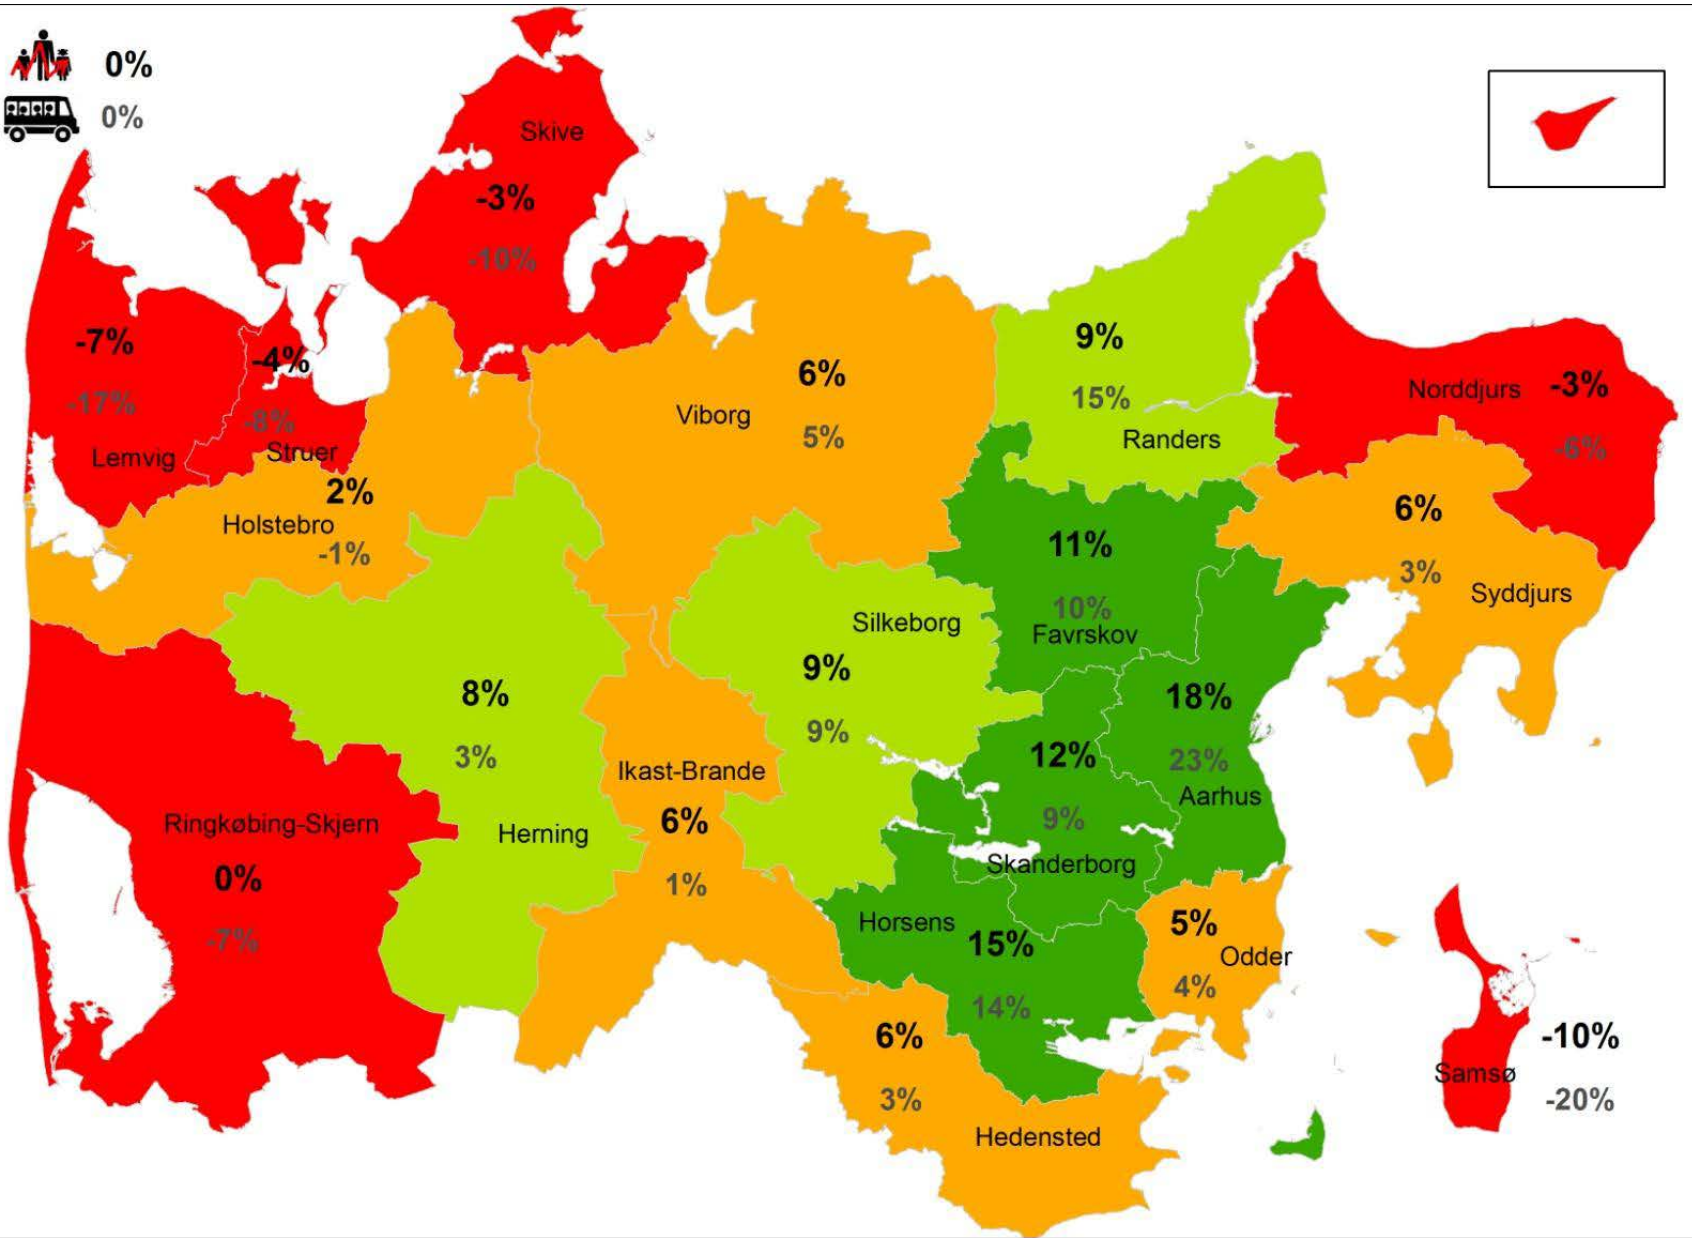 0%
0%
Skive
-3%
-10%
-7%
-17%
Lemvig
-4%
-8%
Struer
2%
Holstebro
-1%
6%
Viborg
5%
9%
15%
Randers
Norddjurs
-3%
-6%
6%
3%
Syddjurs
11%
10%
Favrskov
Silkeborg
9%
9%
8%
3%
Herning
18%
23%
Aarhus
12%
9%
Skanderborg
Ikast-Brande
6%
1%
Ringkøbing-Skjern
0%
-7%
Horsens
15%
14%
5%
Odder
4%
6%
3%
Hedensted
-10%
Samsø
-20%